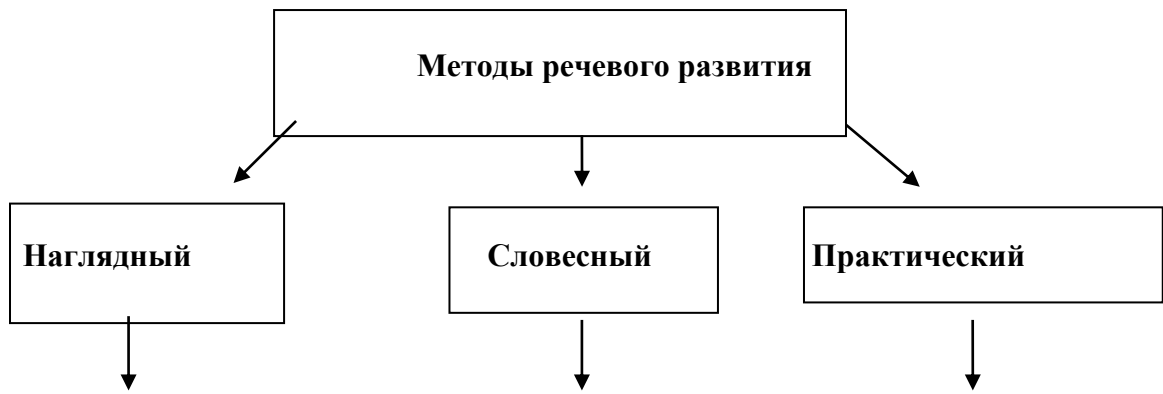 Методы речевого развития
Наглядный
Словесный
Практический